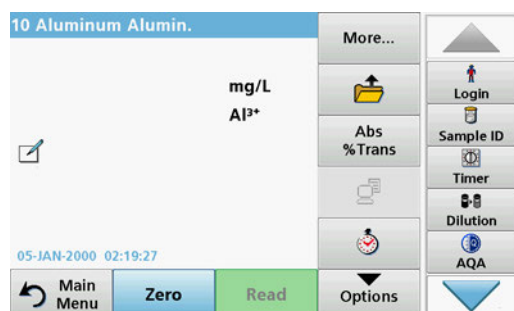 10 Aluminum Alumin.
mg/L
Al³⁺
05-JAN-2000 02:19:27
Main
Menu
Zero
Read
More...
Abs
%Trans
Options
Login
Sample ID
Timer
Dilution
AQA